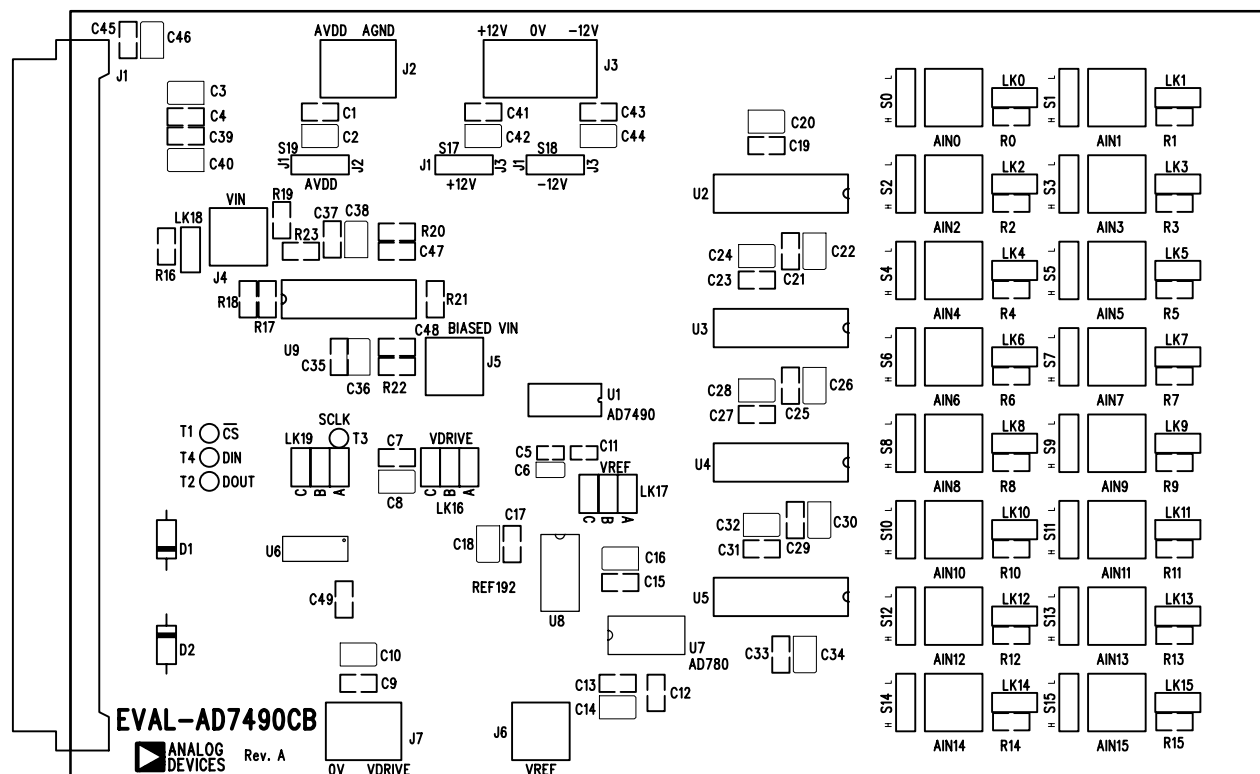 C45
C46
J1
AVDD AGND
J2
+12V 0V -12V
J3
C3
C4
C39
C40
C1
C2
C41
C42
C43
C44
S19
J1
J2
AVDD
S17
J1
J3
+12V
S18
J1
J3
-12V
C20
C19
VIN
LK18
R19
C37
C38
R23
R20
C47
R16
J4
R18
R17
R21
C48
BIASED VIN
U9
C35
C36
R22
J5
U1
AD7490
T1 CS
T4 DIN
T2 DOUT
SCLK
LK19
T3
C B A
C7
C8
VDRIVE
C B A
LK16
C5
C6
C11
VREF
LK17
C B A
D1
U6
C49
C18
C17
REF192
U8
C16
C15
U7
AD780
D2
C10
C9
C13
C14
C12
EVAL-AD7490CB
ANALOG
DEVICES
Rev. A
J7
0V VDRIVE
J6
VREF
U2
C24
C23
C21
C22
U3
C28
C27
C25
C26
U4
C32
C31
C29
C30
U5
C33
C34
L
S0
H
LK0
AIN0 R0
L
S1
H
LK1
AIN1 R1
L
S2
H
LK2
AIN2 R2
L
S3
H
LK3
AIN3 R3
L
S4
H
LK4
AIN4 R4
L
S5
H
LK5
AIN5 R5
L
S6
H
LK6
AIN6 R6
L
S7
H
LK7
AIN7 R7
L
S8
H
LK8
AIN8 R8
L
S9
H
LK9
AIN9 R9
L
S10
H
LK10
AIN10 R10
L
S11
H
LK11
AIN11 R11
L
S12
H
LK12
AIN12 R12
L
S13
H
LK13
AIN13 R13
L
S14
H
LK14
AIN14 R14
L
S15
H
LK15
AIN15 R15